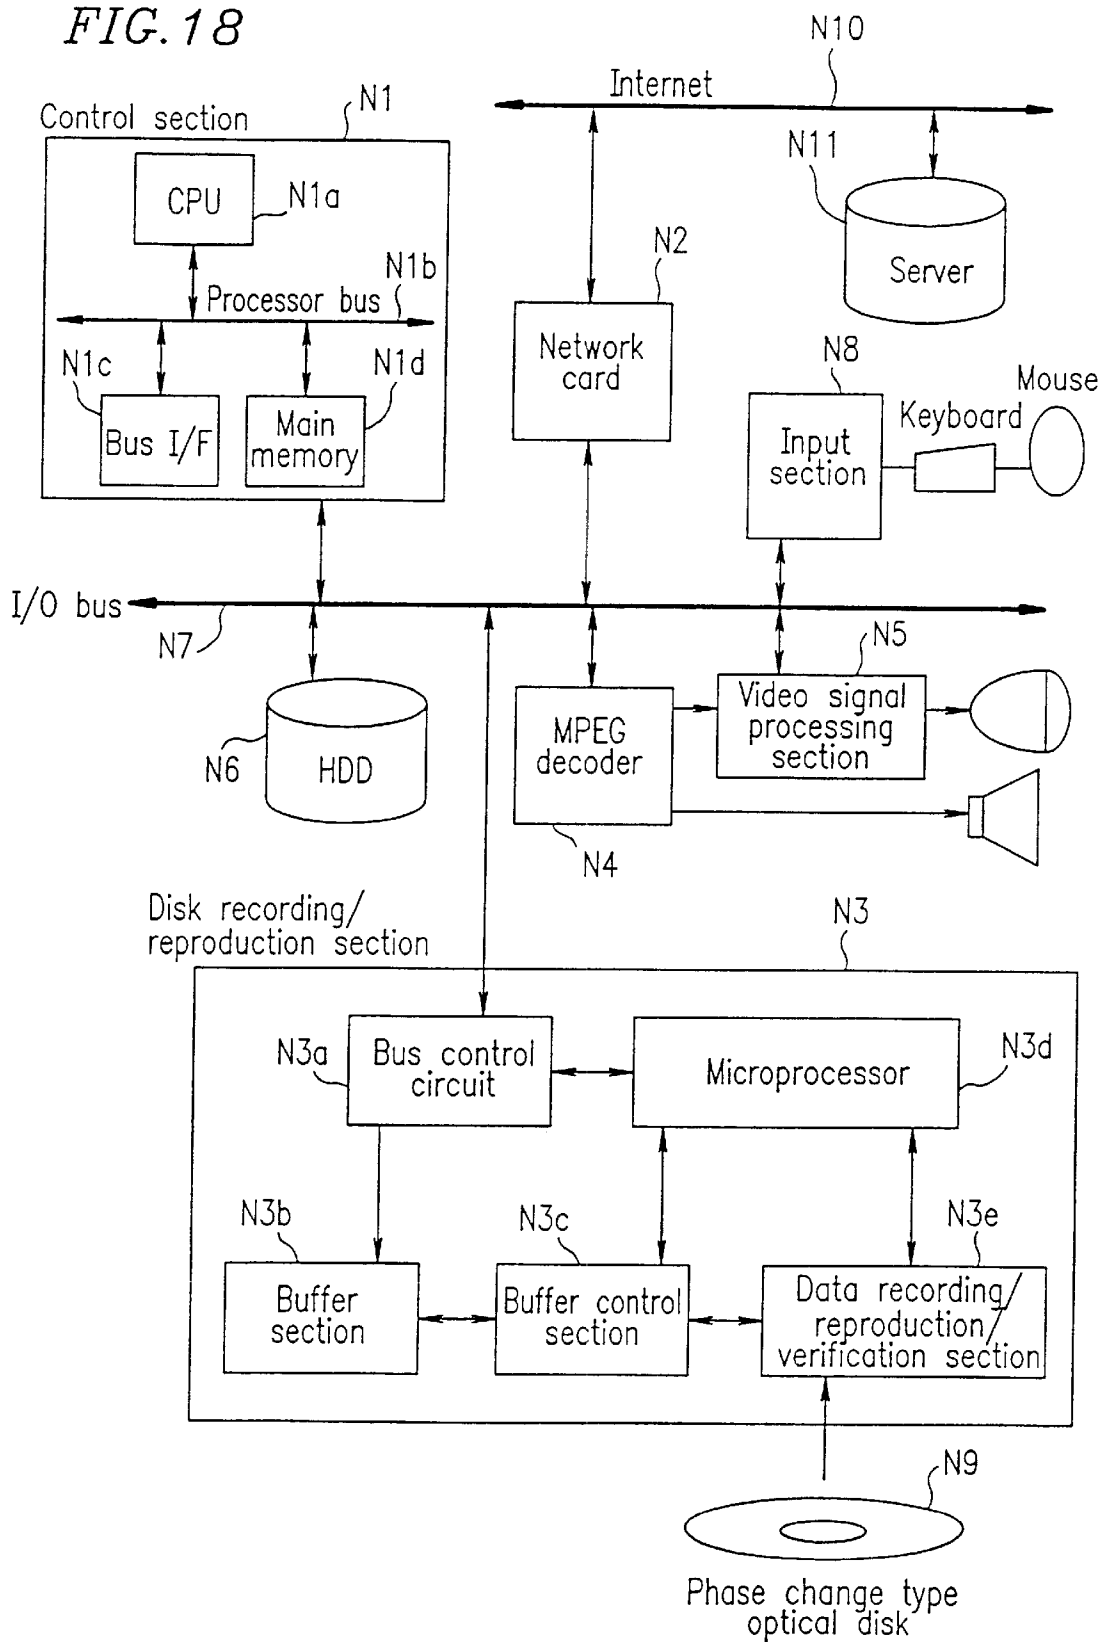 FIG.18
N10
Internet
N1
Control section
N11
CPU
N1a
Server
N2
N1b
Processor bus
Network
card
N8
Mouse
N1c
N1d
Keyboard
Bus I/F
Main
memory
Input
section
I/O bus
N7
N5
Video signal
processing
section
MPEG
decoder
N6
HDD
N4
Disk recording/
reproduction section
N3
N3a
Bus control
circuit
Microprocessor
N3d
N3b
N3c
N3e
Buffer
section
Buffer control
section
Data recording/
reproduction/
verification section
N9
Phase change type
optical disk